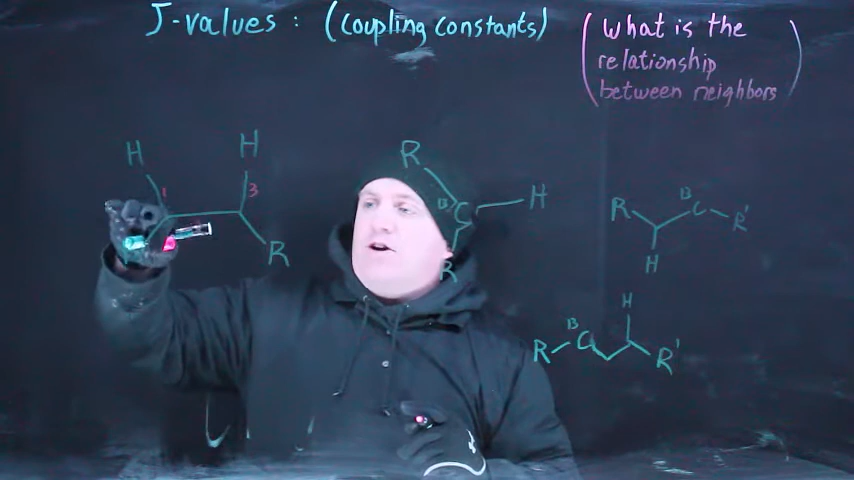 J-values : (coupling constants)
(What is the
relationship
between neighbors)
H H
1 3
R
R
13 C H
R
R 13 C R'
H
H
R 13 C R'